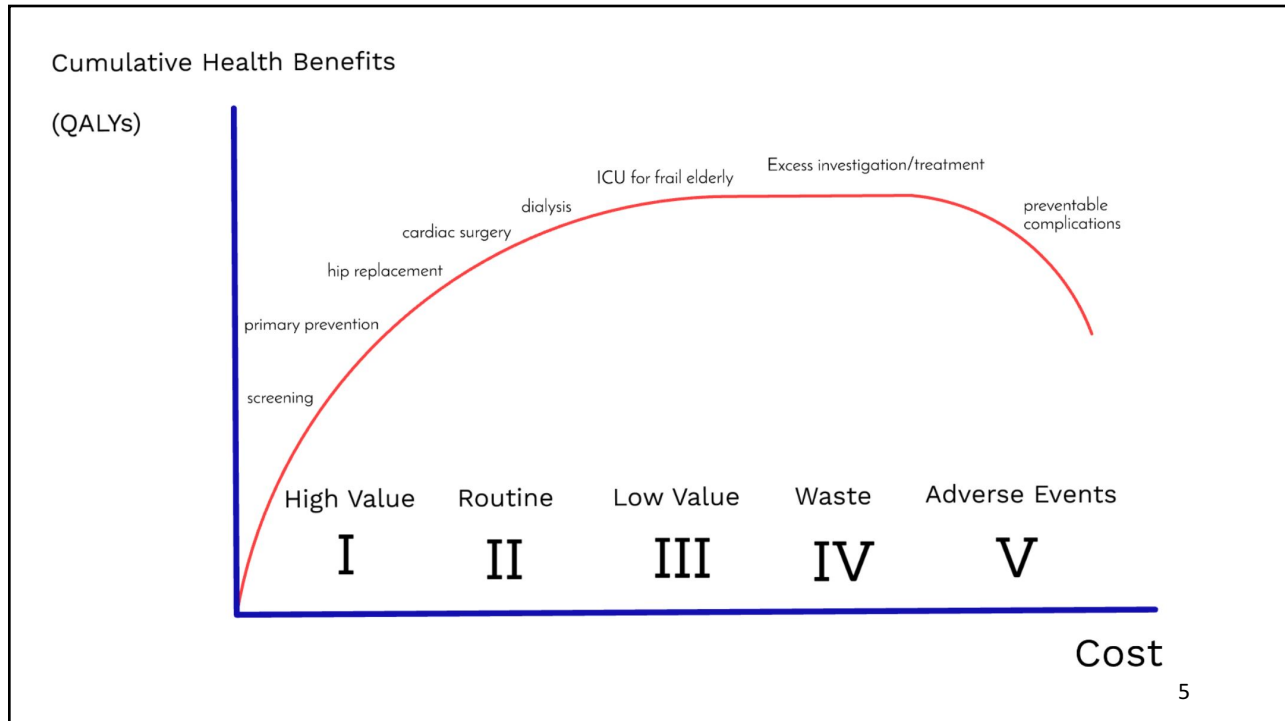 Cumulative Health Benefits
(QALYs)
Excess investigation/treatment
ICU for frail elderly
dialysis
preventable
complications
cardiac surgery
hip replacement
primary prevention
screening
High Value
Routine
Low Value
Waste
Adverse Events
I
II
III
IV
V
Cost
5